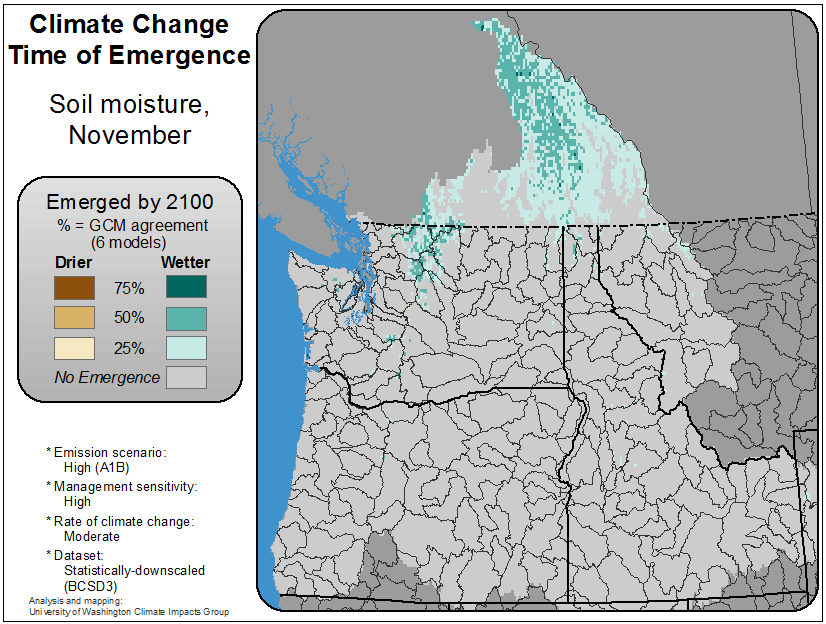 Climate Change
Time of Emergence
Soil moisture,
November
Emerged by 2100
% = GCM agreement
(6 models)
Drier Wetter
75%
50%
25%
No Emergence
* Emission scenario:
High (A1B)
* Management sensitivity:
High
* Rate of climate change:
Moderate
* Dataset:
Statistically-downscaled
(BCSD3)
Analysis and mapping:
University of Washington Climate Impacts Group